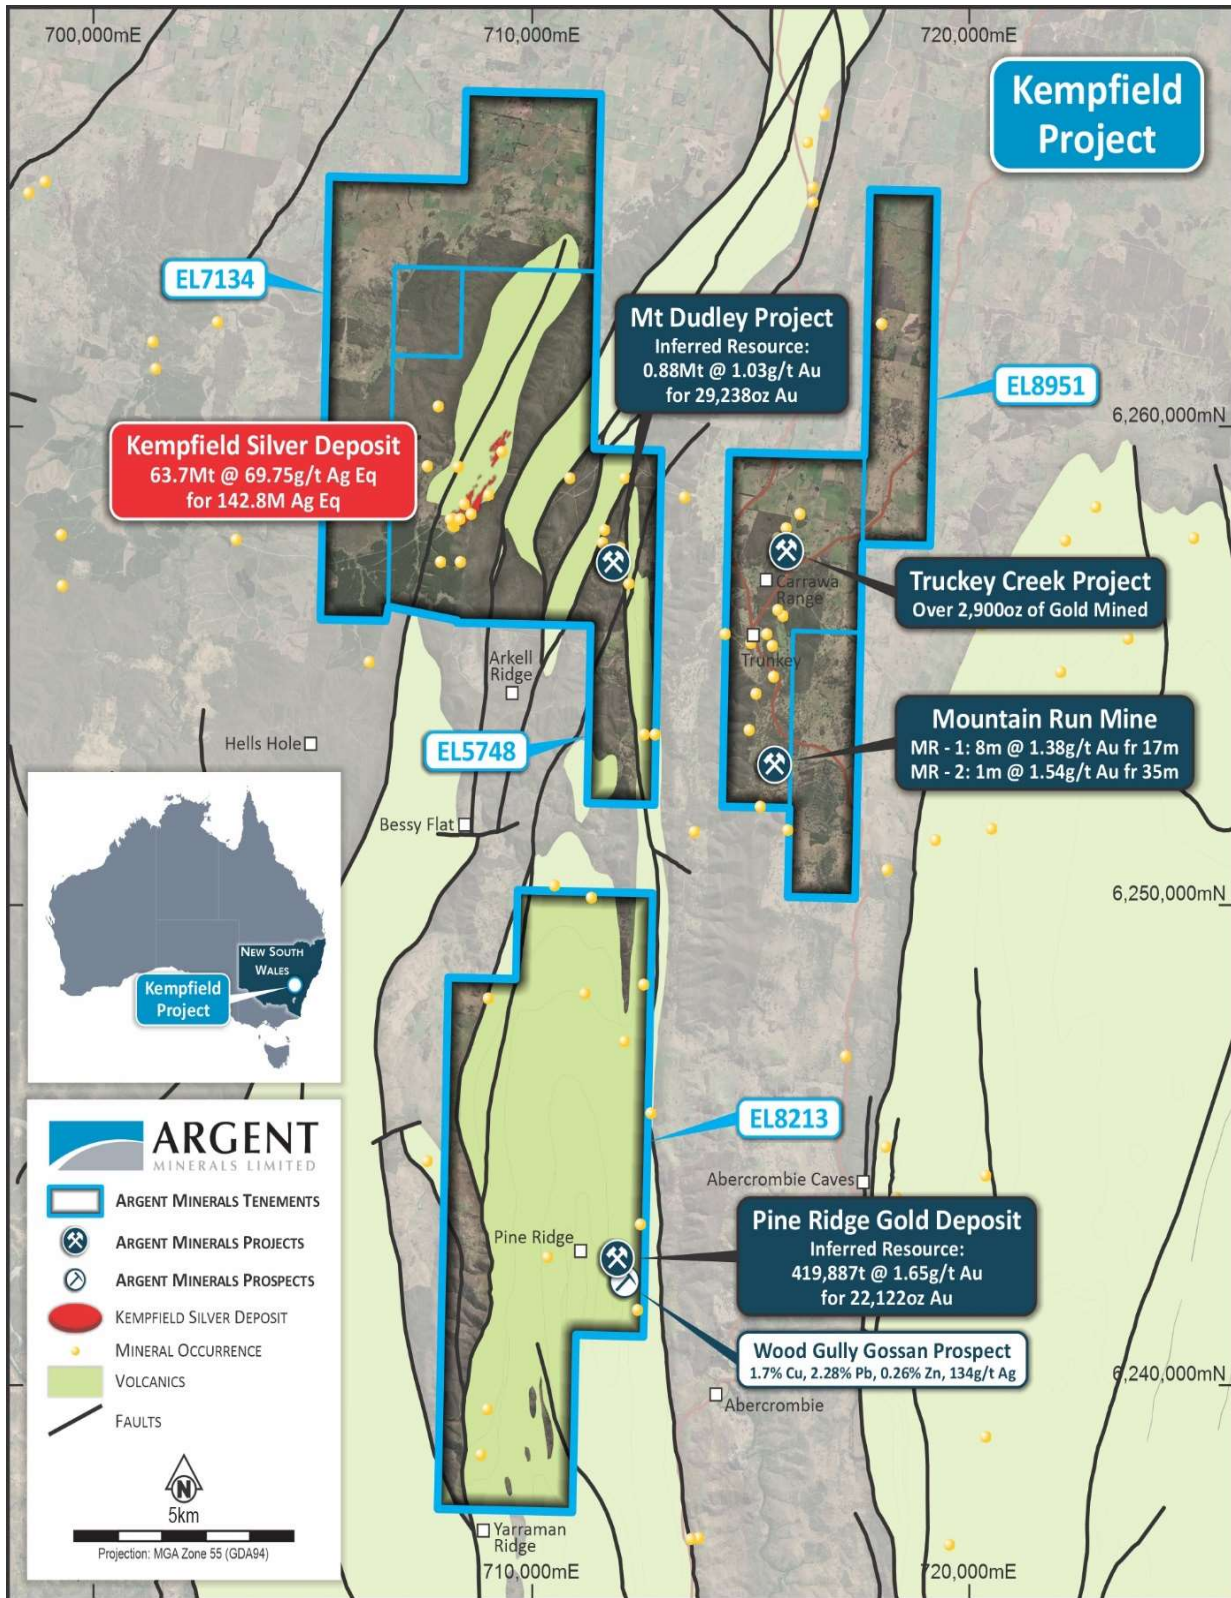 700,000mE
710,000mE
720,000mE
Kempfield
Project
EL7134
Mt Dudley Project
Inferred Resource:
0.88Mt @ 1.03g/t Au
for 29,238oz Au
EL8951
6,260,000mN
Kempfield Silver Deposit
63.7Mt @ 69.75g/t Ag Eq
for 142.8M Ag Eq
Carrawa
Range
Truckey Creek Project
Over 2,900oz of Gold Mined
Trunkey
Arkell
Ridge
Mountain Run Mine
MR - 1: 8m @ 1.38g/t Au fr 17m
MR - 2: 1m @ 1.54g/t Au fr 35m
Hells Hole
EL5748
Bessy Flat
6,250,000mN
NEW SOUTH
WALES
Kempfield
Project
EL8213
Abercrombie Caves
Pine Ridge
Pine Ridge Gold Deposit
Inferred Resource:
419,887t @ 1.65g/t Au
for 22,122oz Au
Wood Gully Gossan Prospect
1.7% Cu, 2.28% Pb, 0.26% Zn, 134g/t Ag
6,240,000mN
Abercrombie
Yarraman
Ridge
710,000mE
720,000mE
ARGENT
MINERALS LIMITED
ARGENT MINERALS TENEMENTS
ARGENT MINERALS PROJECTS
ARGENT MINERALS PROSPECTS
KEMPFIELD SILVER DEPOSIT
MINERAL OCCURRENCE
VOLCANICS
FAULTS
N
5km
Projection: MGA Zone 55 (GDA94)